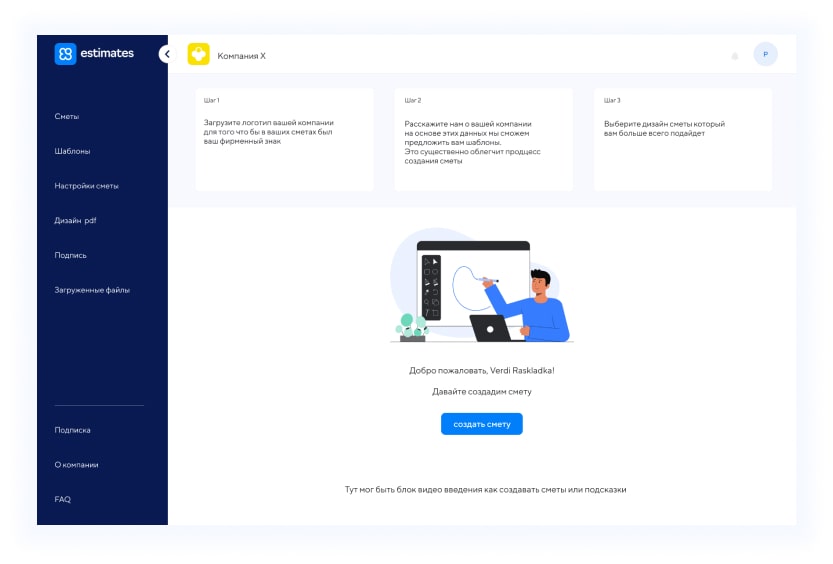 estimates
Компания X
P
Сметы
Шаблоны
Настройки сметы
Дизайн pdf
Подпись
Загруженные файлы
Подписка
О компании
FAQ
Шаг 1
Загрузите логотип вашей компании
для того что бы в ваших сметах был
ваш фирменный знак
Шаг 2
Расскажите нам о вашей компании
на основе этих данных мы сможем
предложить вам шаблоны.
Это существенно облегчит продцесс
создания сметы
Шаг 3
Выберите дизайн сметы который
вам больше всего подайдет
Добро пожаловать, Verdi Raskladka!
Давайте создадим смету
создать смету
Тут мог быть блок видео введения как создавать сметы или подсказки